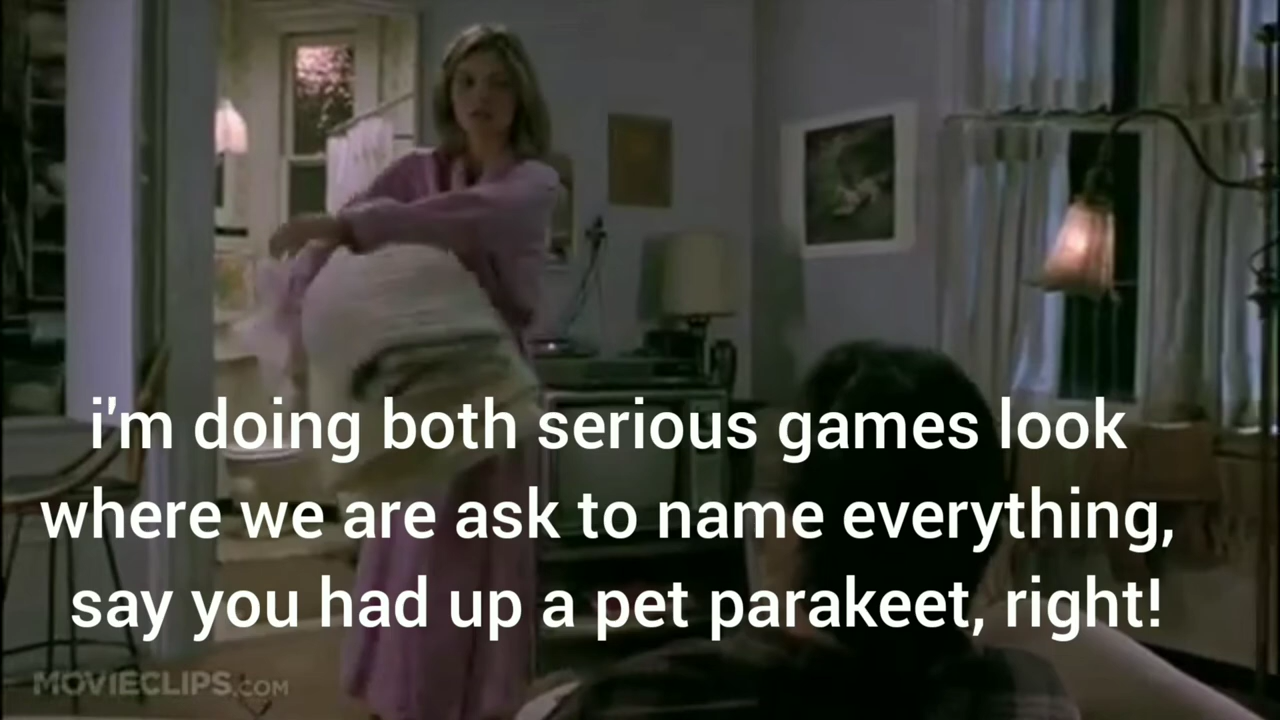 i'm doing both serious games look
where we are ask to name everything,
say you had up a pet parakeet, right!
MOVIECLIPS.COM